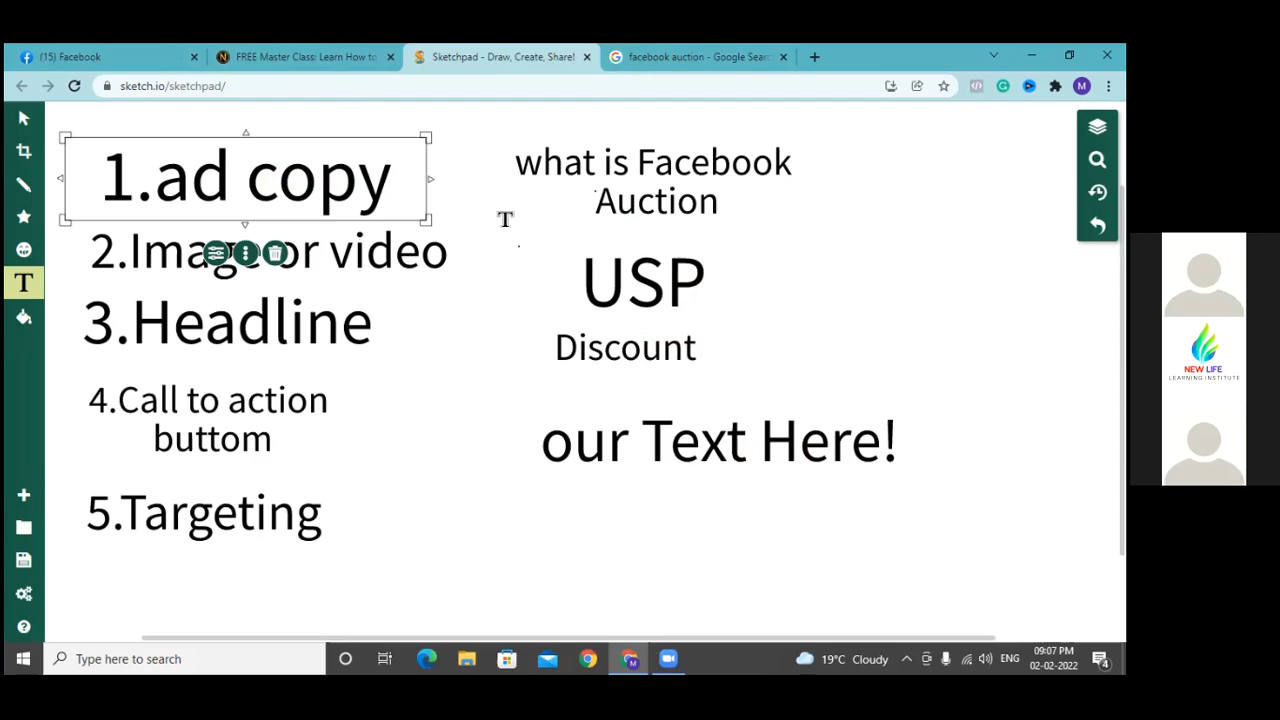 (15) Facebook
FREE Master Class: Learn How to
Sketchpad - Draw, Create, Share!
facebook auction - Google Searc
sketch.io/sketchpad/
M
1.ad copy
2.Image or video
3.Headline
4.Call to action
buttom
5.Targeting
what is Facebook
Auction
USP
Discount
our Text Here!
T
T
NEW LIFE
LEARNING INSTITUTE
Type here to search
19°C Cloudy
ENG
09:07 PM
02-02-2022
4